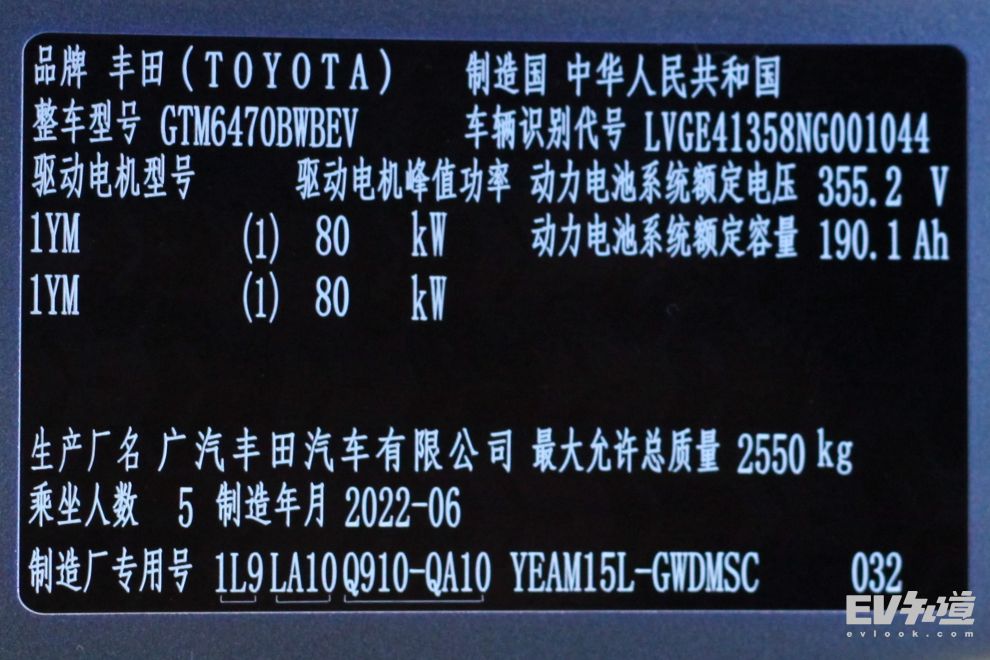 品牌 丰田(TOYOTA) 制造国 中华人民共和国
整车型号 GTM6470BWBEV 车辆识别代号 LVGE41358NG001044
驱动电机型号 驱动电机峰值功率 动力电池系统额定电压 355.2 V
1YM (1) 80 kW 动力电池系统额定容量 190.1 Ah
1YM (1) 80 kW
生产厂名 广汽丰田汽车有限公司 最大允许总质量 2550 kg
乘坐人数 5 制造年月 2022-06
制造厂专用号 1L9 LA10 Q910-QA10 YEAM15L-GWDMSC 032
EV知道
evlook.com